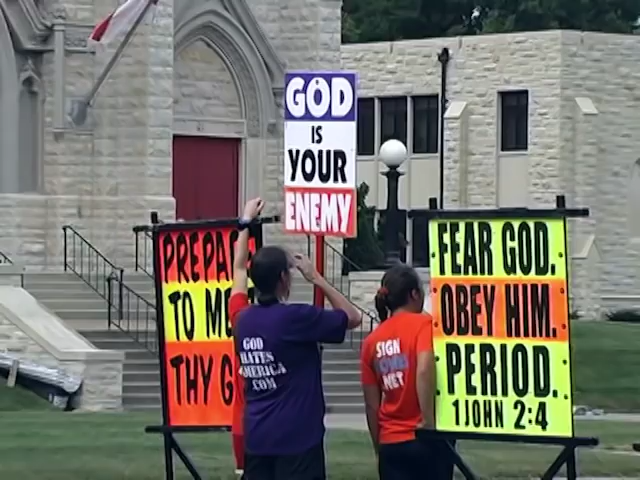 GOD
IS
YOUR
ENEMY
PREPA
TO M
THY G
GOD
HATES
AMERICA
.COM
SIGN
NET
FEAR GOD.
OBEY HIM.
PERIOD.
1 JOHN 2:4